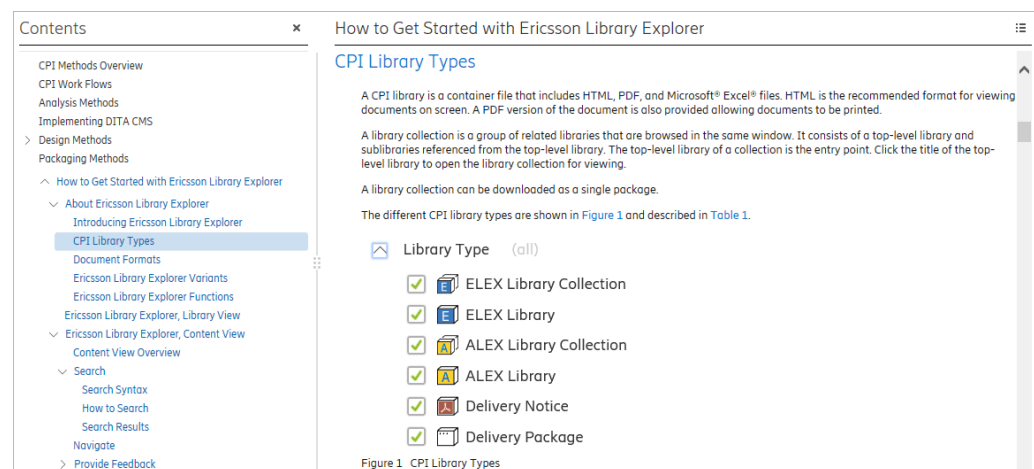 Contents
×
CPI Methods Overview
CPI Work Flows
Analysis Methods
Implementing DITA CMS
Design Methods
Packaging Methods
How to Get Started with Ericsson Library Explorer
About Ericsson Library Explorer
Introducing Ericsson Library Explorer
CPI Library Types
Document Formats
Ericsson Library Explorer Variants
Ericsson Library Explorer Functions
Ericsson Library Explorer, Library View
Ericsson Library Explorer, Content View
Content View Overview
Search
Search Syntax
How to Search
Search Results
Navigate
Provide Feedback
How to Get Started with Ericsson Library Explorer
CPI Library Types
A CPI library is a container file that includes HTML, PDF, and Microsoft® Excel® files. HTML is the recommended format for viewing
documents on screen. A PDF version of the document is also provided allowing documents to be printed.
A library collection is a group of related libraries that are browsed in the same window. It consists of a top-level library and
sublibraries referenced from the top-level library. The top-level library of a collection is the entry point. Click the title of the top-
level library to open the library collection for viewing.
A library collection can be downloaded as a single package.
The different CPI library types are shown in Figure 1 and described in Table 1.
Library Type (all)
E ELEX Library Collection
E ELEX Library
A ALEX Library Collection
A ALEX Library
Delivery Notice
Delivery Package
Figure 1 CPI Library Types